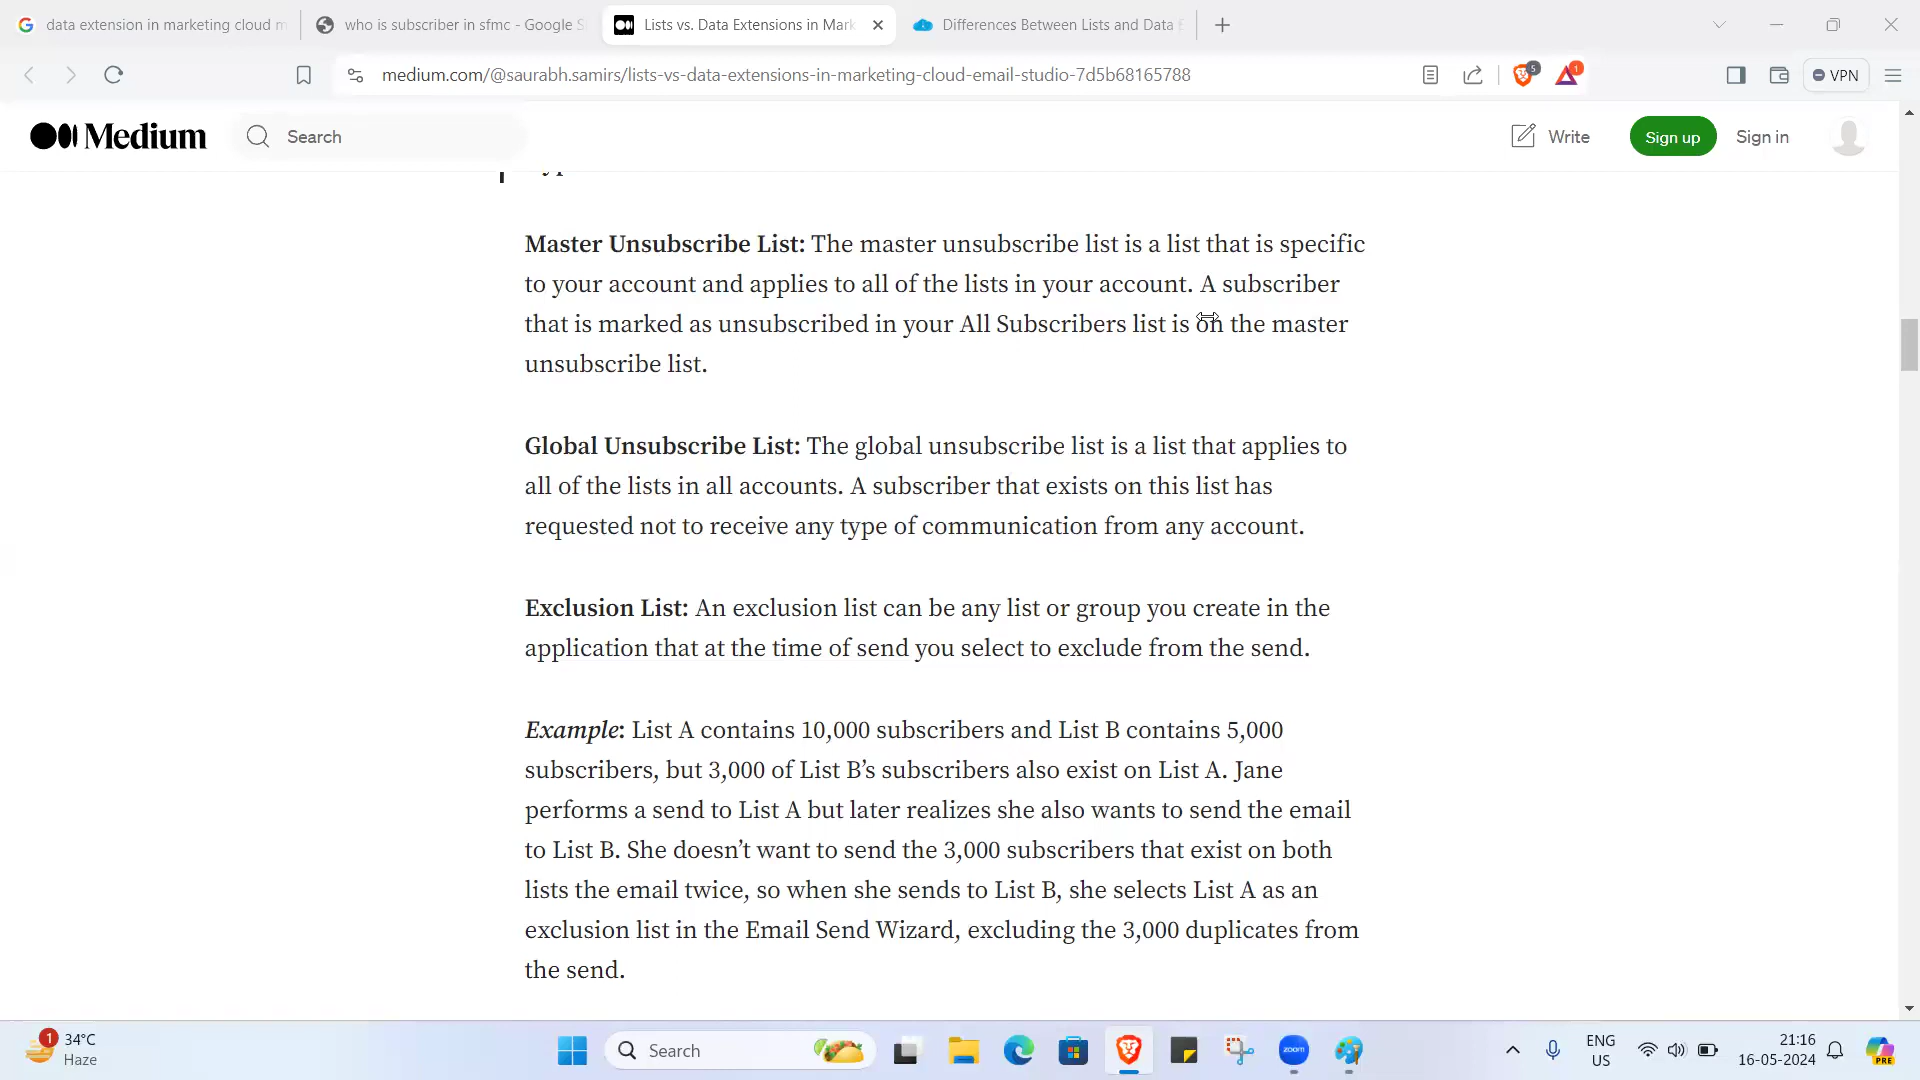 data extension in marketing cloud m
who is subscriber in sfmc - Google S
Lists vs. Data Extensions in Mark
Differences Between Lists and Data E
medium.com/@saurabh.samirs/lists-vs-data-extensions-in-marketing-cloud-email-studio-7d5b68165788
5
1
VPN
Medium
Search
Write
Sign up
Sign in
Master Unsubscribe List: The master unsubscribe list is a list that is specific
to your account and applies to all of the lists in your account. A subscriber
that is marked as unsubscribed in your All Subscribers list is on the master
unsubscribe list.
Global Unsubscribe List: The global unsubscribe list is a list that applies to
all of the lists in all accounts. A subscriber that exists on this list has
requested not to receive any type of communication from any account.
Exclusion List: An exclusion list can be any list or group you create in the
application that at the time of send you select to exclude from the send.
Example: List A contains 10,000 subscribers and List B contains 5,000
subscribers, but 3,000 of List B’s subscribers also exist on List A. Jane
performs a send to List A but later realizes she also wants to send the email
to List B. She doesn’t want to send the 3,000 subscribers that exist on both
lists the email twice, so when she sends to List B, she selects List A as an
exclusion list in the Email Send Wizard, excluding the 3,000 duplicates from
the send.
1
34°C
Haze
Search
zoom
ENG
US
21:16
16-05-2024
PRE